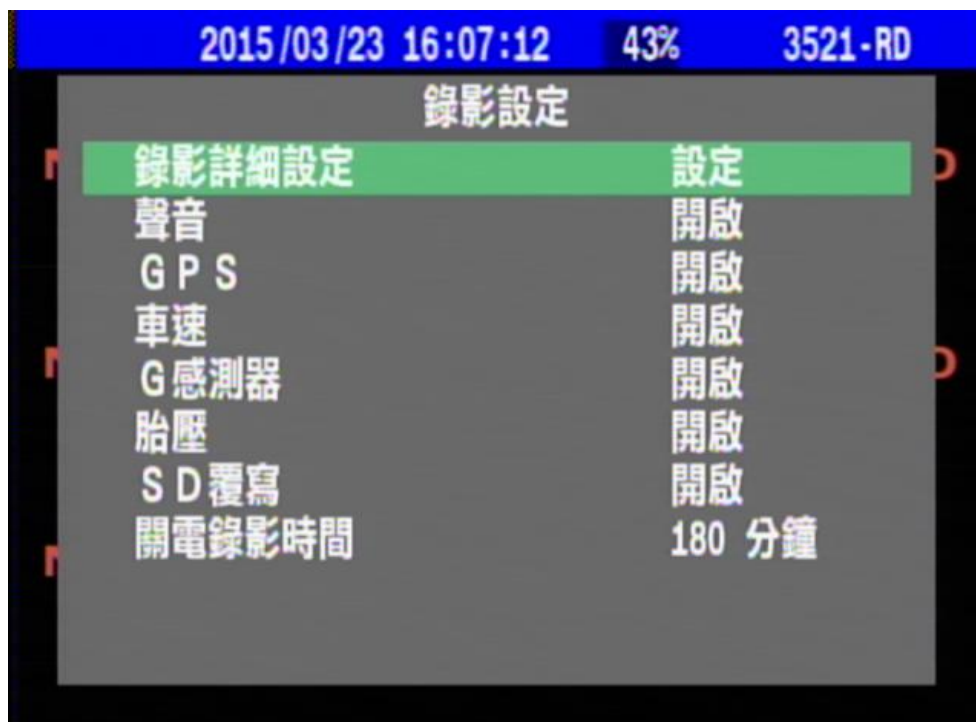 2015/03/23 16:07:12 43% 3521-RD
錄影設定
錄影詳細設定 設定
聲音 開啟
GPS 開啟
車速 開啟
G感測器 開啟
胎壓 開啟
SD覆寫 開啟
關電錄影時間 180 分鐘